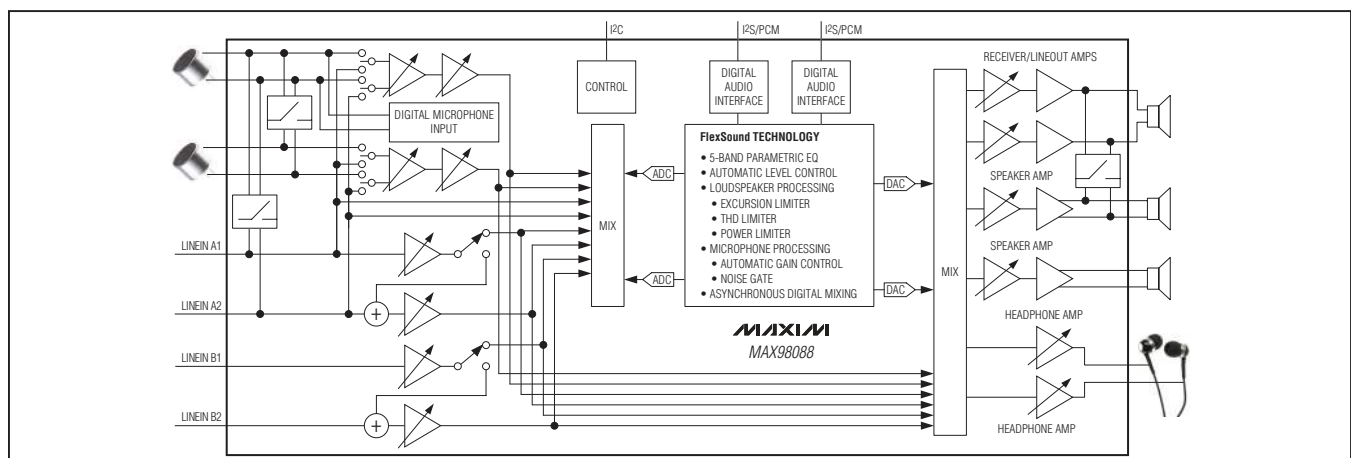 I2C
I2S/PCM
I2S/PCM
RECEIVER/LINEOUT AMPS
CONTROL
DIGITAL
AUDIO
INTERFACE
DIGITAL
AUDIO
INTERFACE
DIGITAL MICROPHONE
INPUT
FlexSound TECHNOLOGY
• 5-BAND PARAMETRIC EQ
• AUTOMATIC LEVEL CONTROL
• LOUDSPEAKER PROCESSING
• EXCURSION LIMITER
• THD LIMITER
• POWER LIMITER
• MICROPHONE PROCESSING
• AUTOMATIC GAIN CONTROL
• NOISE GATE
• ASYNCHRONOUS DIGITAL MIXING
ADC
ADC
DAC
DAC
MIX
MIX
SPEAKER AMP
SPEAKER AMP
HEADPHONE AMP
HEADPHONE AMP
LINEIN A1
LINEIN A2
LINEIN B1
LINEIN B2
+
+
MAXIM
MAX98088